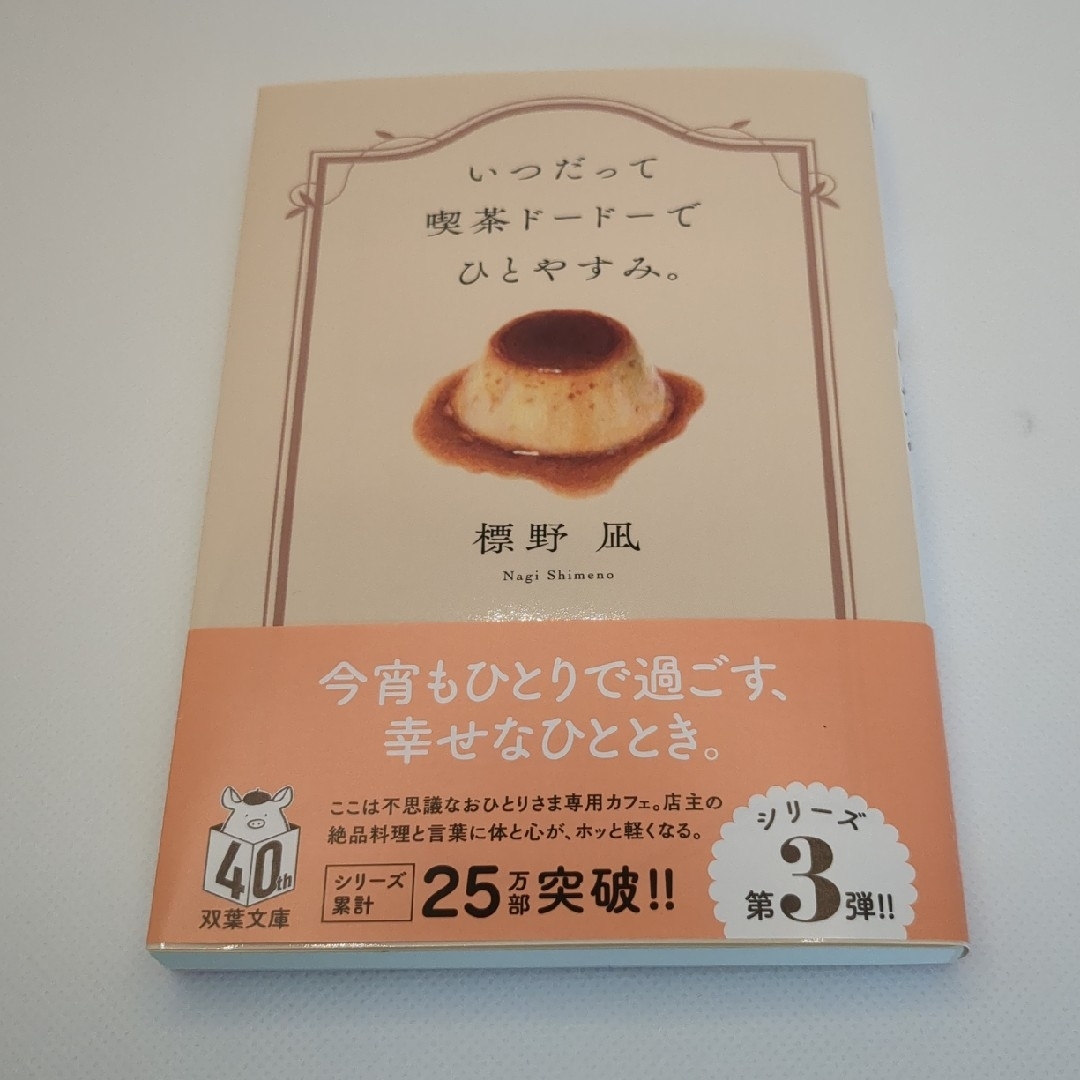 いつだって
喫茶ドードーで
ひとやすみ。
標野 凪
Nagi Shimeno
今宵もひとりで過ごす、
幸せなひととき。
ここは不思議なおひとりさま専用カフェ。店主の
絶品料理と言葉に体と心が、ホッと軽くなる。
シリーズ
累計
25万部突破!!
シリーズ
第3弾!!
40th
双葉文庫